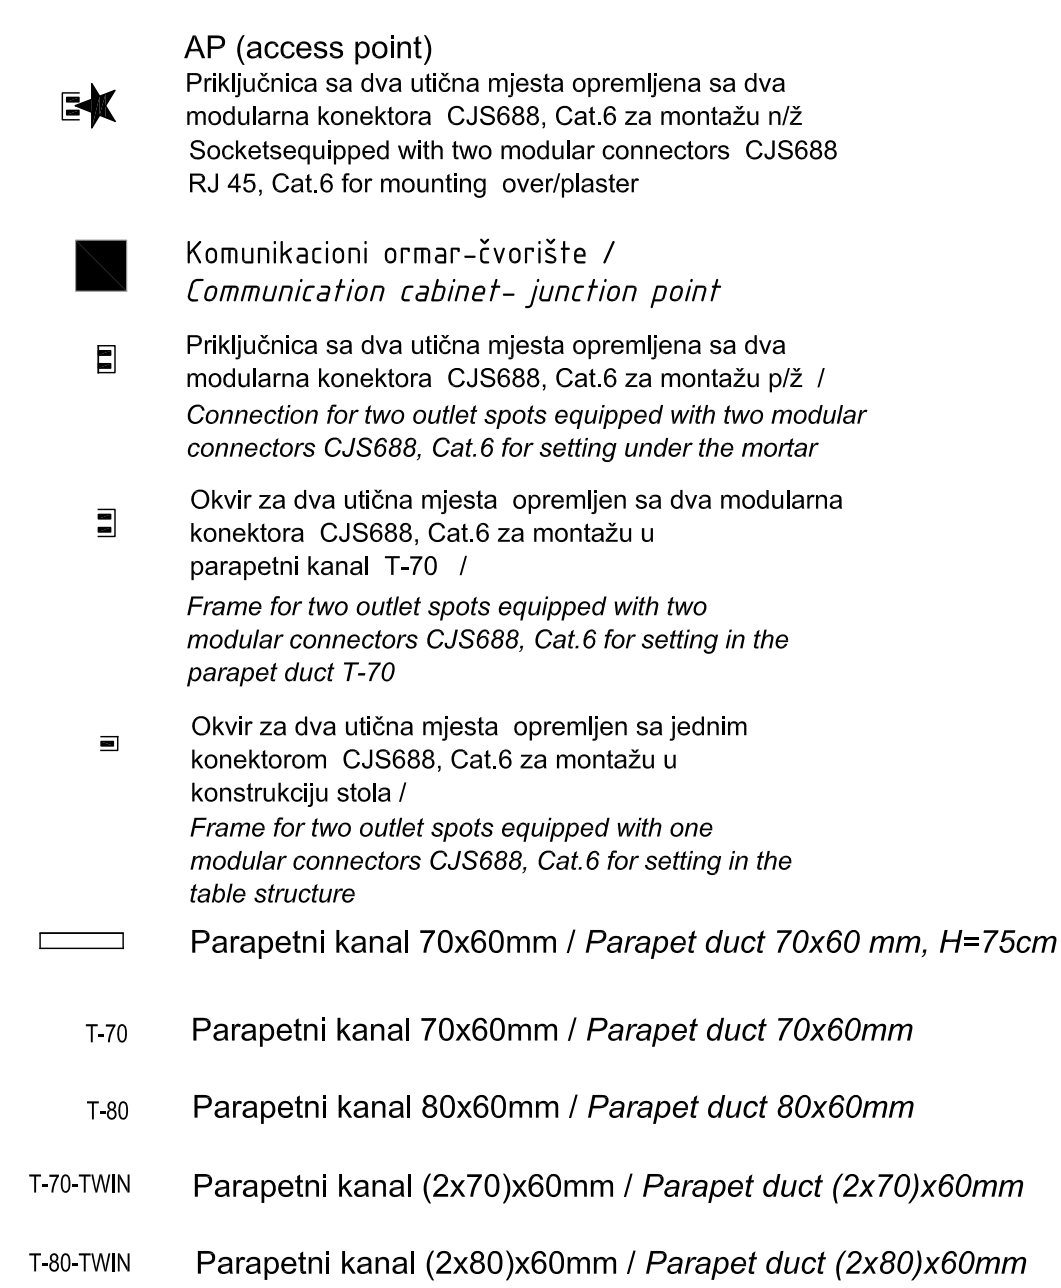 AP (access point)
Priključnica sa dva utična mjesta opremljena sa dva
modularna konektora CJS688, Cat.6 za montažu n/ž
Socketsequipped with two modular connectors CJS688
RJ 45, Cat.6 for mounting over/plaster
Komunikacioni ormar-čvorište /
Communication cabinet- junction point
Priključnica sa dva utična mjesta opremljena sa dva
modularna konektora CJS688, Cat.6 za montažu p/ž /
Connection for two outlet spots equipped with two modular
connectors CJS688, Cat.6 for setting under the mortar
Okvir za dva utična mjesta opremljen sa dva modularna
konektora CJS688, Cat.6 za montažu u
parapetni kanal T-70 /
Frame for two outlet spots equipped with two
modular connectors CJS688, Cat.6 for setting in the
parapet duct T-70
Okvir za dva utična mjesta opremljen sa jednim
konektorom CJS688, Cat.6 za montažu u
konstrukciju stola /
Frame for two outlet spots equipped with one
modular connectors CJS688, Cat.6 for setting in the
table structure
Parapetni kanal 70x60mm / Parapet duct 70x60 mm, H=75cm
T-70 Parapetni kanal 70x60mm / Parapet duct 70x60mm
T-80 Parapetni kanal 80x60mm / Parapet duct 80x60mm
T-70-TWIN Parapetni kanal (2x70)x60mm / Parapet duct (2x70)x60mm
T-80-TWIN Parapetni kanal (2x80)x60mm / Parapet duct (2x80)x60mm